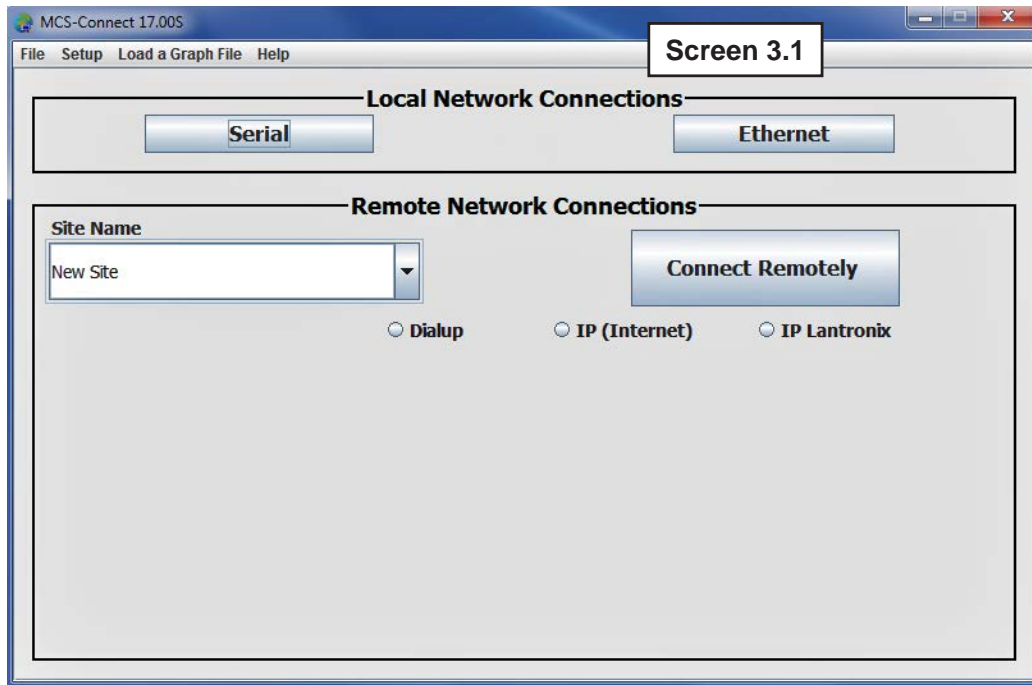 MCS-Connect 17.00S
File Setup Load a Graph File Help
Screen 3.1
Local Network Connections
Serial Ethernet
Remote Network Connections
Site Name
New Site
Connect Remotely
Dialup IP (Internet) IP Lantronix